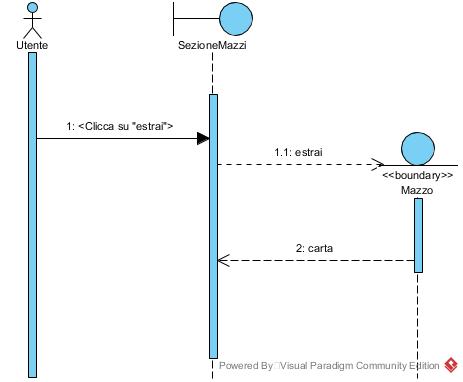 Utente
SezioneMazzi
1: <Clicca su "estrai">
1.1: estrai
<<boundary>>
Mazzo
2: carta
Powered By Visual Paradigm Community Edition